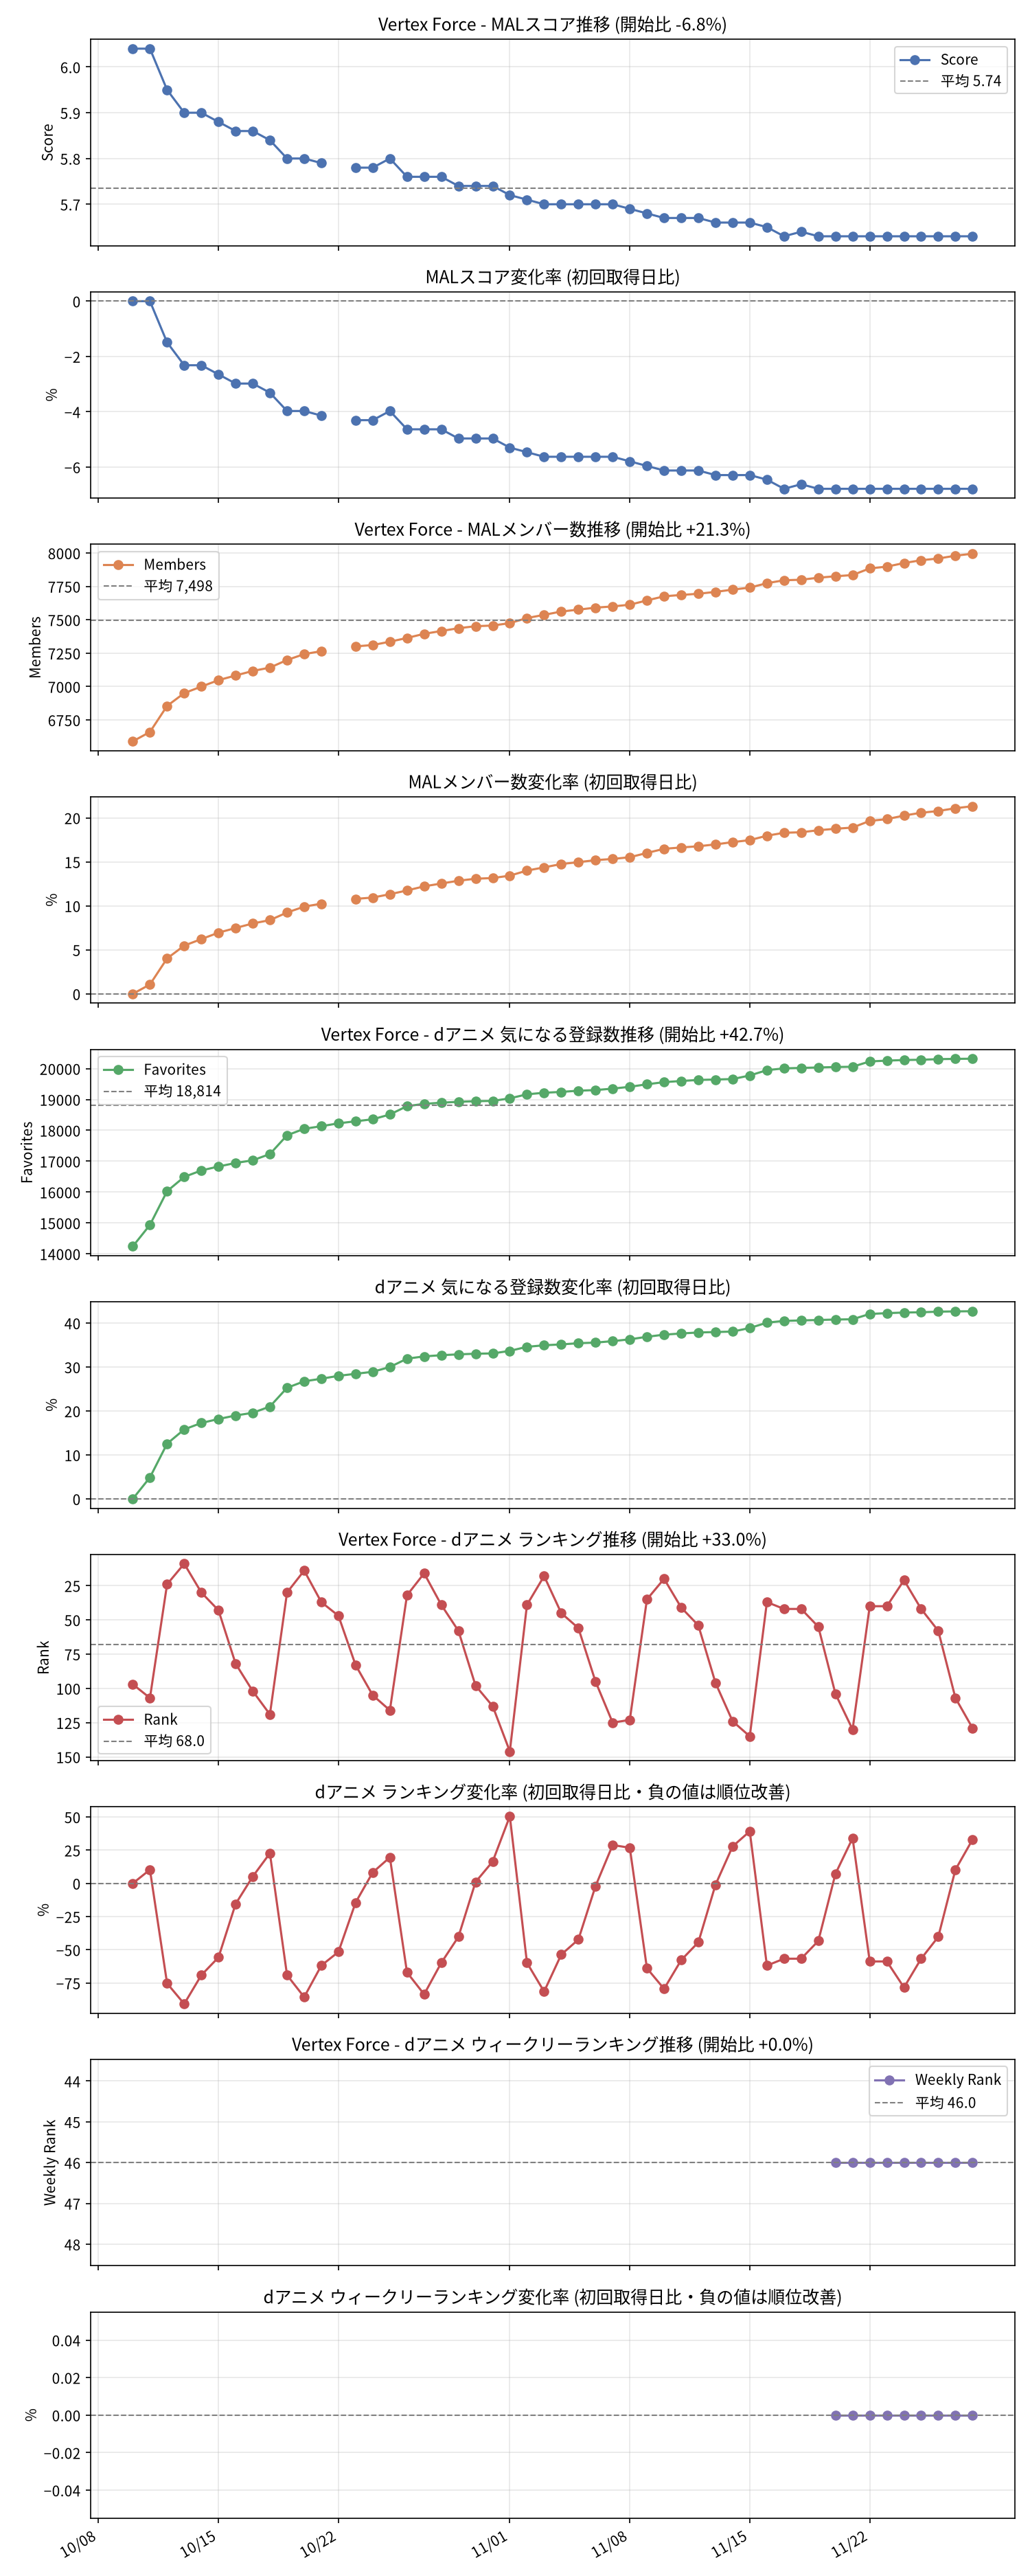 Vertex Force - MALスコア推移 (開始比 -6.8%)
Score
6.0
5.9
5.8
5.7
Score
平均 5.74
MALスコア変化率 (初回取得日比)
%
0
−2
−4
−6
Vertex Force - MALメンバー数推移 (開始比 +21.3%)
Members
8000
7750
7500
7250
7000
6750
Members
平均 7,498
MALメンバー数変化率 (初回取得日比)
%
20
15
10
5
0
Vertex Force - dアニメ 気になる登録数推移 (開始比 +42.7%)
Favorites
20000
19000
18000
17000
16000
15000
14000
Favorites
平均 18,814
dアニメ 気になる登録数変化率 (初回取得日比)
%
40
30
20
10
0
Vertex Force - dアニメ ランキング推移 (開始比 +33.0%)
Rank
25
50
75
100
125
150
Rank
平均 68.0
dアニメ ランキング変化率 (初回取得日比・負の値は順位改善)
%
50
25
0
−25
−50
−75
Vertex Force - dアニメ ウィークリーランキング推移 (開始比 +0.0%)
Weekly Rank
44
45
46
47
48
Weekly Rank
平均 46.0
dアニメ ウィークリーランキング変化率 (初回取得日比・負の値は順位改善)
%
0.04
0.02
0.00
−0.02
−0.04
10/08
10/15
10/22
11/01
11/08
11/15
11/22